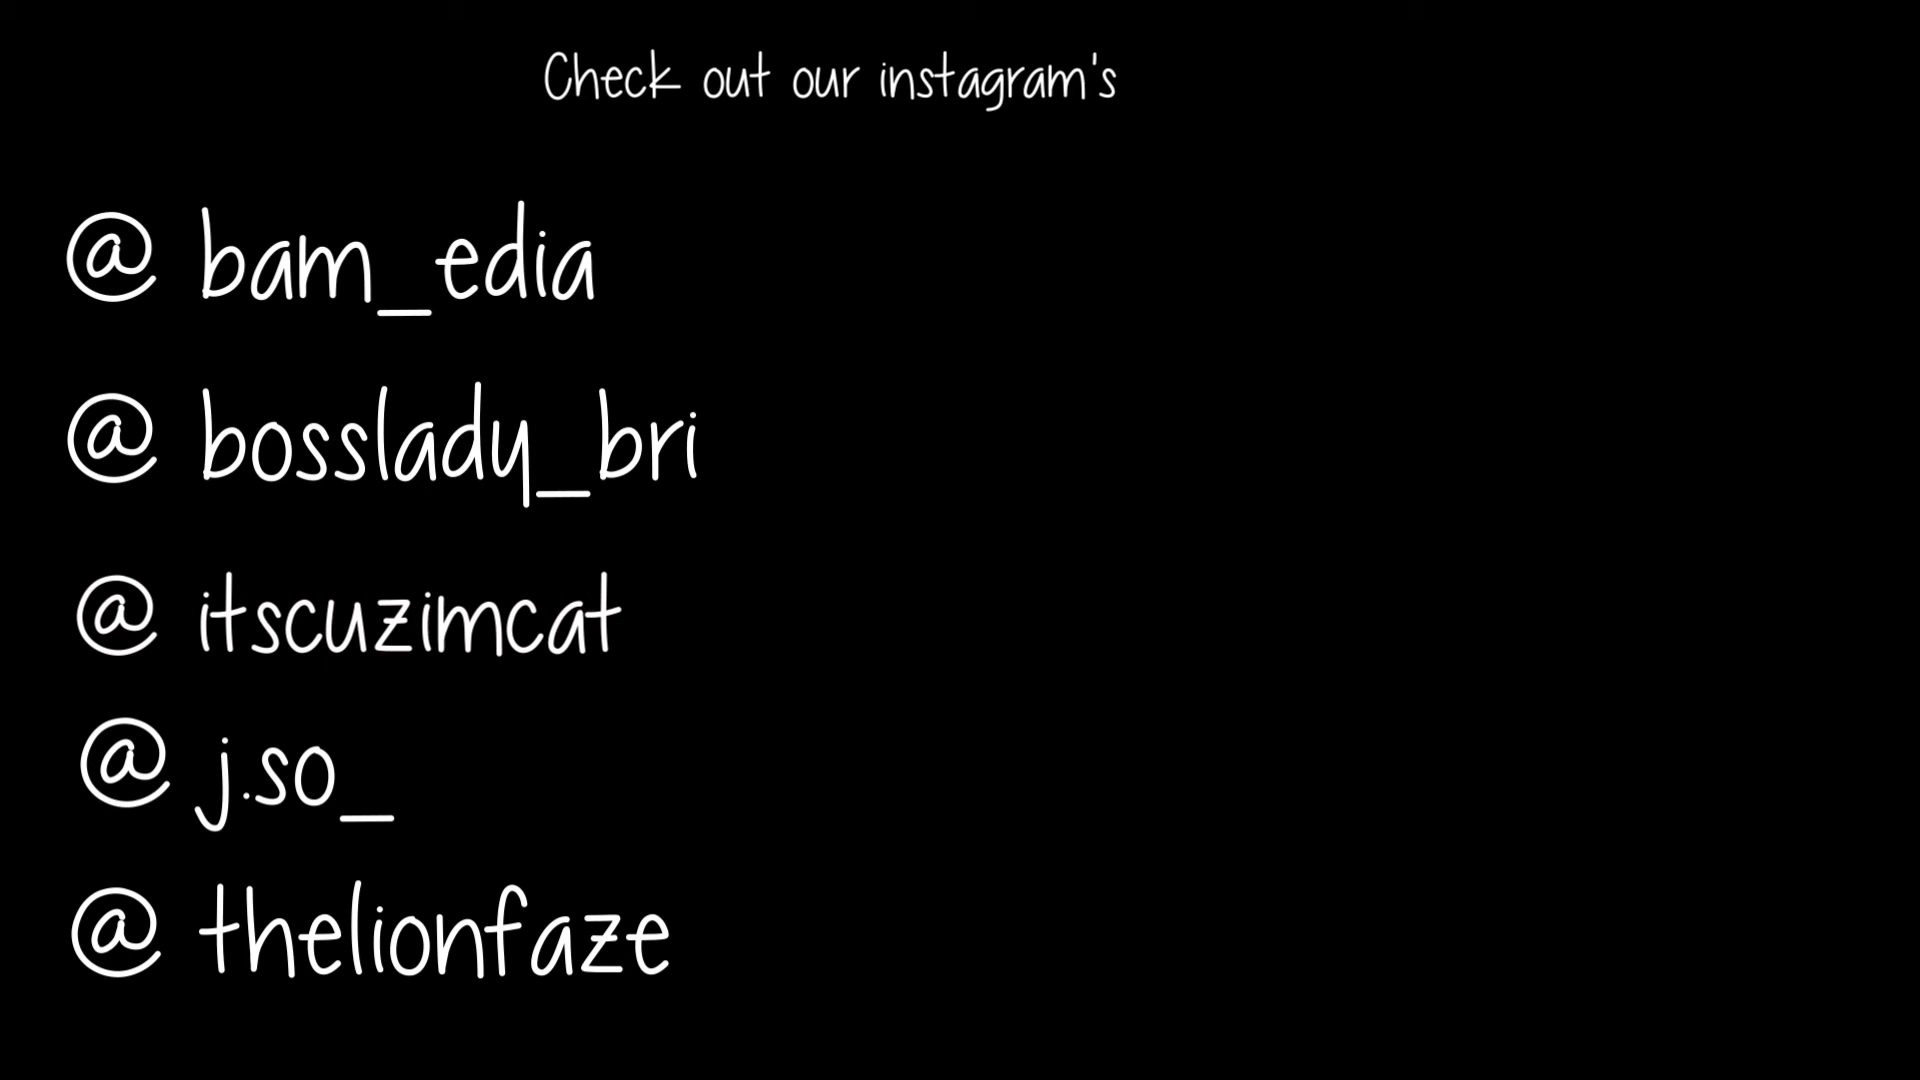 Check out our instagram's
@ bam_edia
@ bosslady_bri
@ itscuzimcat
@ j.so_
@ thelionfaze